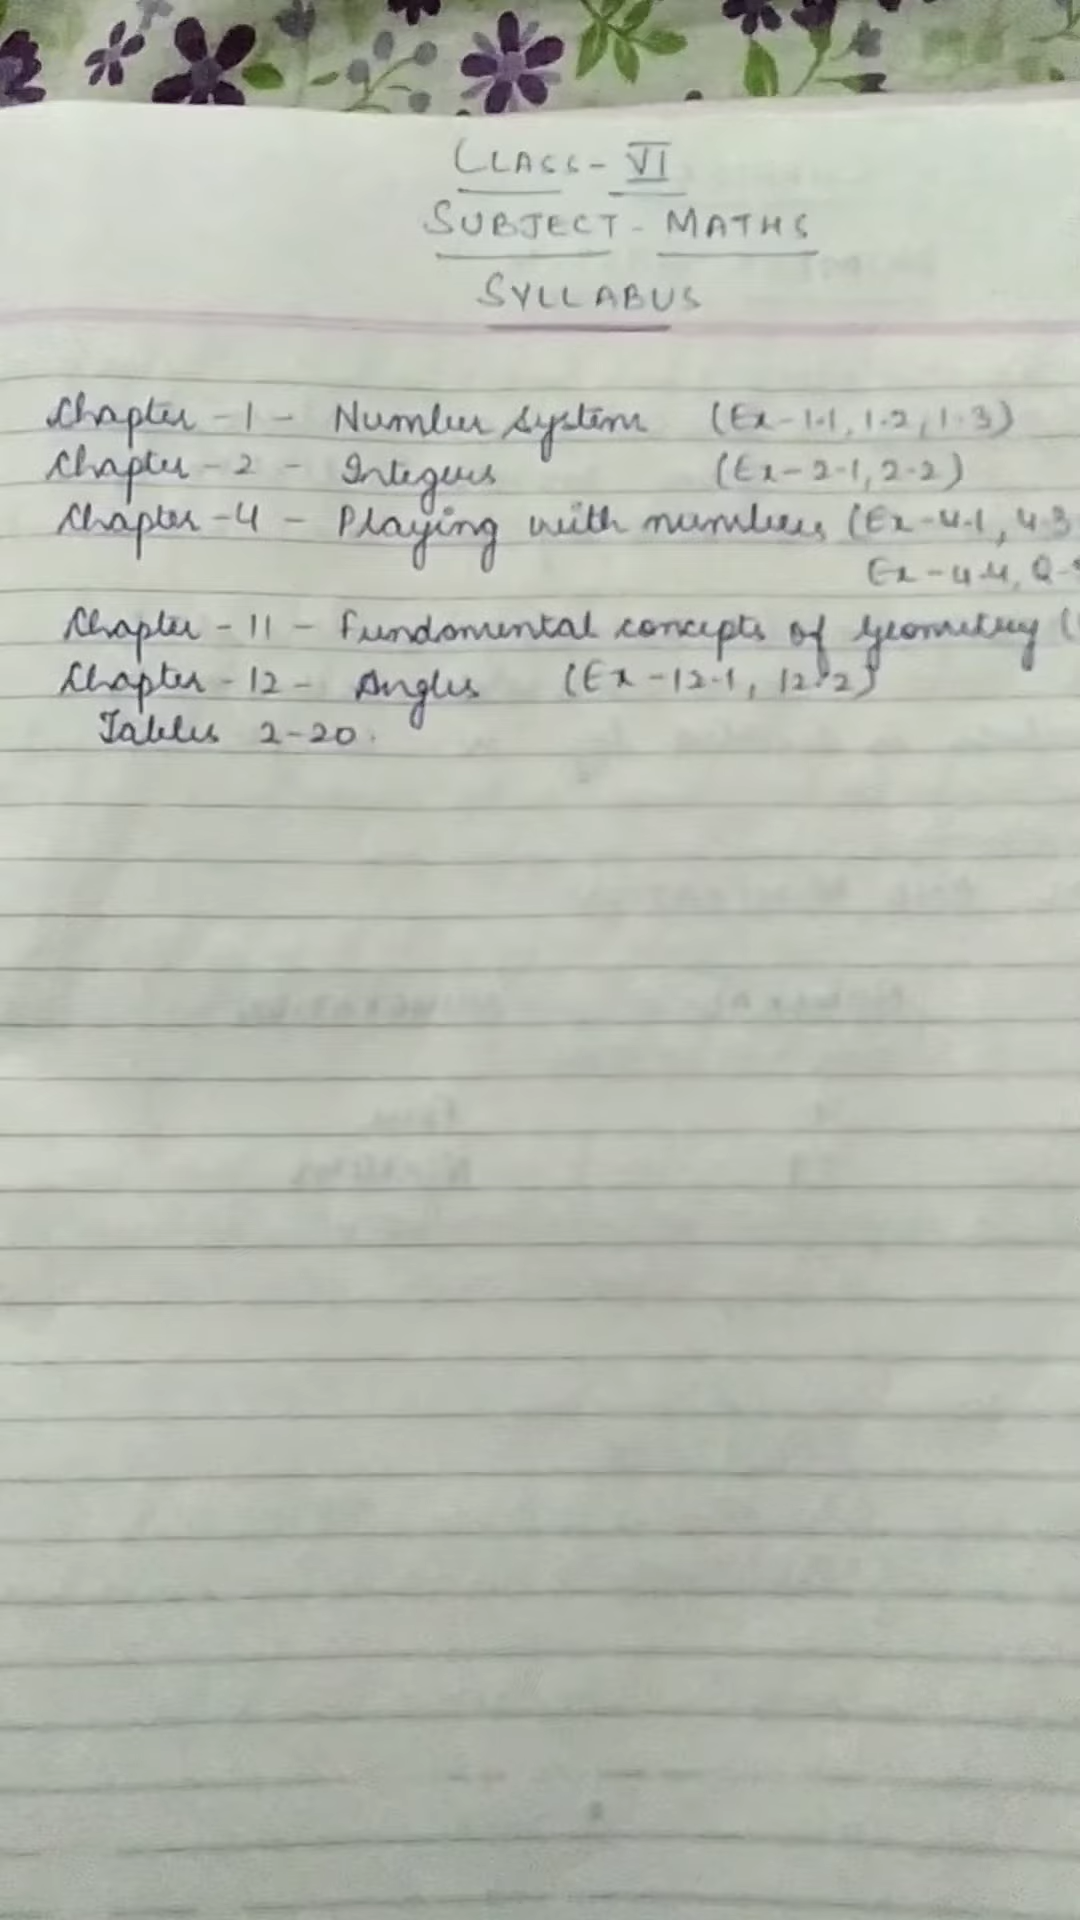 CLASS - VI
SUBJECT - MATHS
SYLLABUS
Chapter - 1 - Number System (Ex-1.1, 1.2, 1.3)
Chapter - 2 - Integers (Ex-2.1, 2.2)
Chapter - 4 - Playing with numbers (Ex-4.1, 4.3
Ex-4.4, Q-
Chapter - 11 - Fundamental concepts of Geometry (
Chapter - 12 - Angles (Ex-12.1, 12.2)
Tables 2-20.